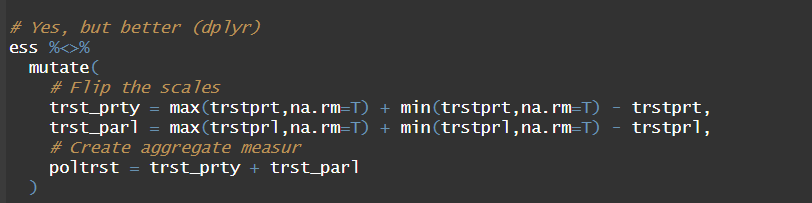 # Yes, but better (dplyr)
ess %<>%
  mutate(
    # Flip the scales
    trst_prty = max(trstprt,na.rm=T) + min(trstprt,na.rm=T) - trstprt,
    trst_parl = max(trstprl,na.rm=T) + min(trstprl,na.rm=T) - trstprl,
    # Create aggregate measur
    poltrst = trst_prty + trst_parl
  )